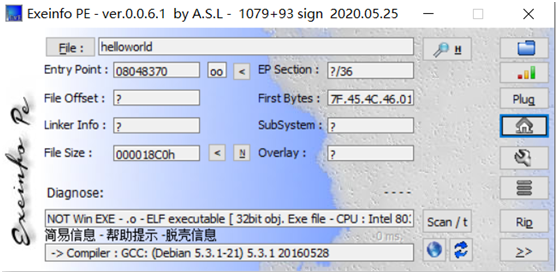 Exeinfo PE - ver.0.0.6.1 by A.S.L - 1079+93 sign 2020.05.25
File : helloworld H
Entry Point : 08048370 oo < EP Section : ?/36
File Offset : ? First Bytes : 7F.45.4C.46.01 Plug
Linker Info : ? SubSystem : ?
File Size : 000018C0h < N Overlay : ?
Diagnose: ----
NOT Win EXE - .o - ELF executable [ 32bit obj. Exe file - CPU : Intel 80 Scan / t Rip
简易信息 - 帮助提示 -脱壳信息 ~0 ms.
-> Compiler : GCC: (Debian 5.3.1-21) 5.3.1 20160528 >>
Exeinfo Pe